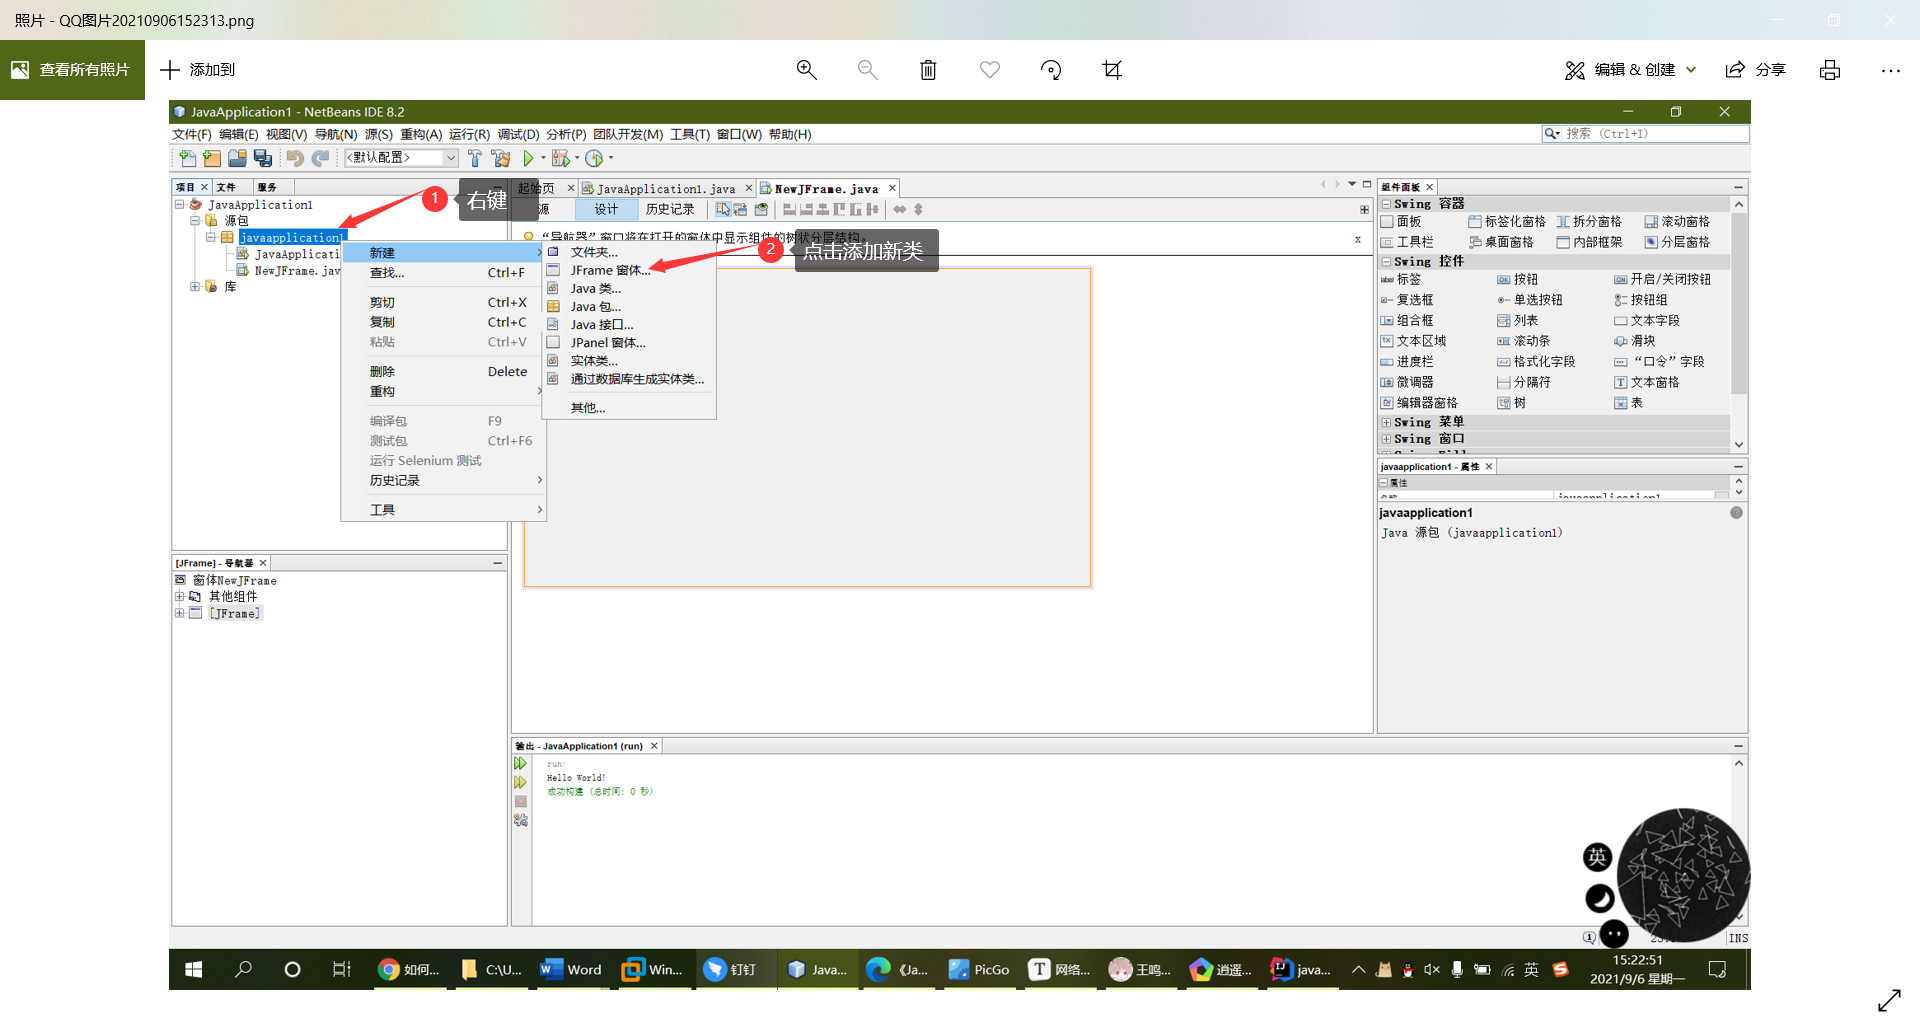 照片 - QQ图片20210906152313.png
查看所有照片
添加到
编辑 & 创建
分享
JavaApplication1 - NetBeans IDE 8.2
文件(F) 编辑(E) 视图(V) 导航(N) 源(S) 重构(A) 运行(R) 调试(D) 分析(P) 团队开发(M) 工具(T) 窗口(W) 帮助(H)
搜索 (Ctrl+I)
<默认配置>
项目 文件 服务
起始页 JavaApplication1.java NewJFrame.java
组件面板
JavaApplication1
源包
javaapplication1
JavaApplicati
NewJFrame.jav
库
1 右键
源 设计 历史记录
“导航器”窗口将在打开的窗体中显示组件的树状分层结构。 x
2 点击添加新类
新建
查找... Ctrl+F
剪切 Ctrl+X
复制 Ctrl+C
粘贴 Ctrl+V
删除 Delete
重构
编译包 F9
测试包 Ctrl+F6
运行 Selenium 测试
历史记录
工具
文件夹...
JFrame 窗体...
Java 类...
Java 包...
Java 接口...
JPanel 窗体...
实体类...
通过数据库生成实体类...
其他...
Swing 容器
面板 标签化窗格 拆分窗格 滚动窗格
工具栏 桌面窗格 内部框架 分层窗格
Swing 控件
label 标签 OK 按钮 ON 开启/关闭按钮
复选框 单选按钮 按钮组
组合框 列表 文本字段
文本区域 滚动条 滑块
进度栏 格式化字段 “口令”字段
微调器 分隔符 文本窗格
编辑器窗格 树 表
Swing 菜单
Swing 窗口
javaapplication1 - 属性
属性
名称 javaapplication1
javaapplication1
Java 源包 (javaapplication1)
[JFrame] - 导航器
窗体NewJFrame
其他组件
[JFrame]
输出 - JavaApplication1 (run)
run:
Hello World!
成功构建 (总时间: 0 秒)
英
INS
如何... C:\U... Word Win... 钉钉 Java... 《Ja... PicGo 网络... 王鸣... 逍遥... java...
英
15:22:51
2021/9/6 星期一